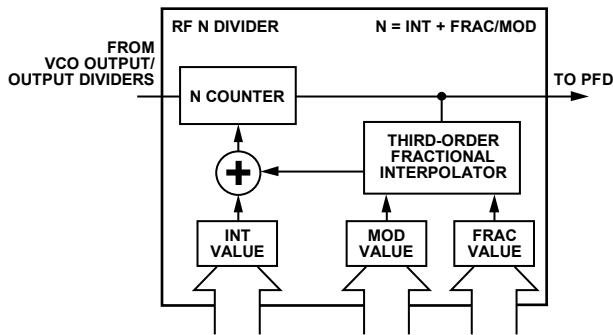 RF N DIVIDER
N = INT + FRAC/MOD
FROM
VCO OUTPUT/
OUTPUT DIVIDERS
TO PFD
N COUNTER
THIRD-ORDER
FRACTIONAL
INTERPOLATOR
+
INT
VALUE
MOD
VALUE
FRAC
VALUE